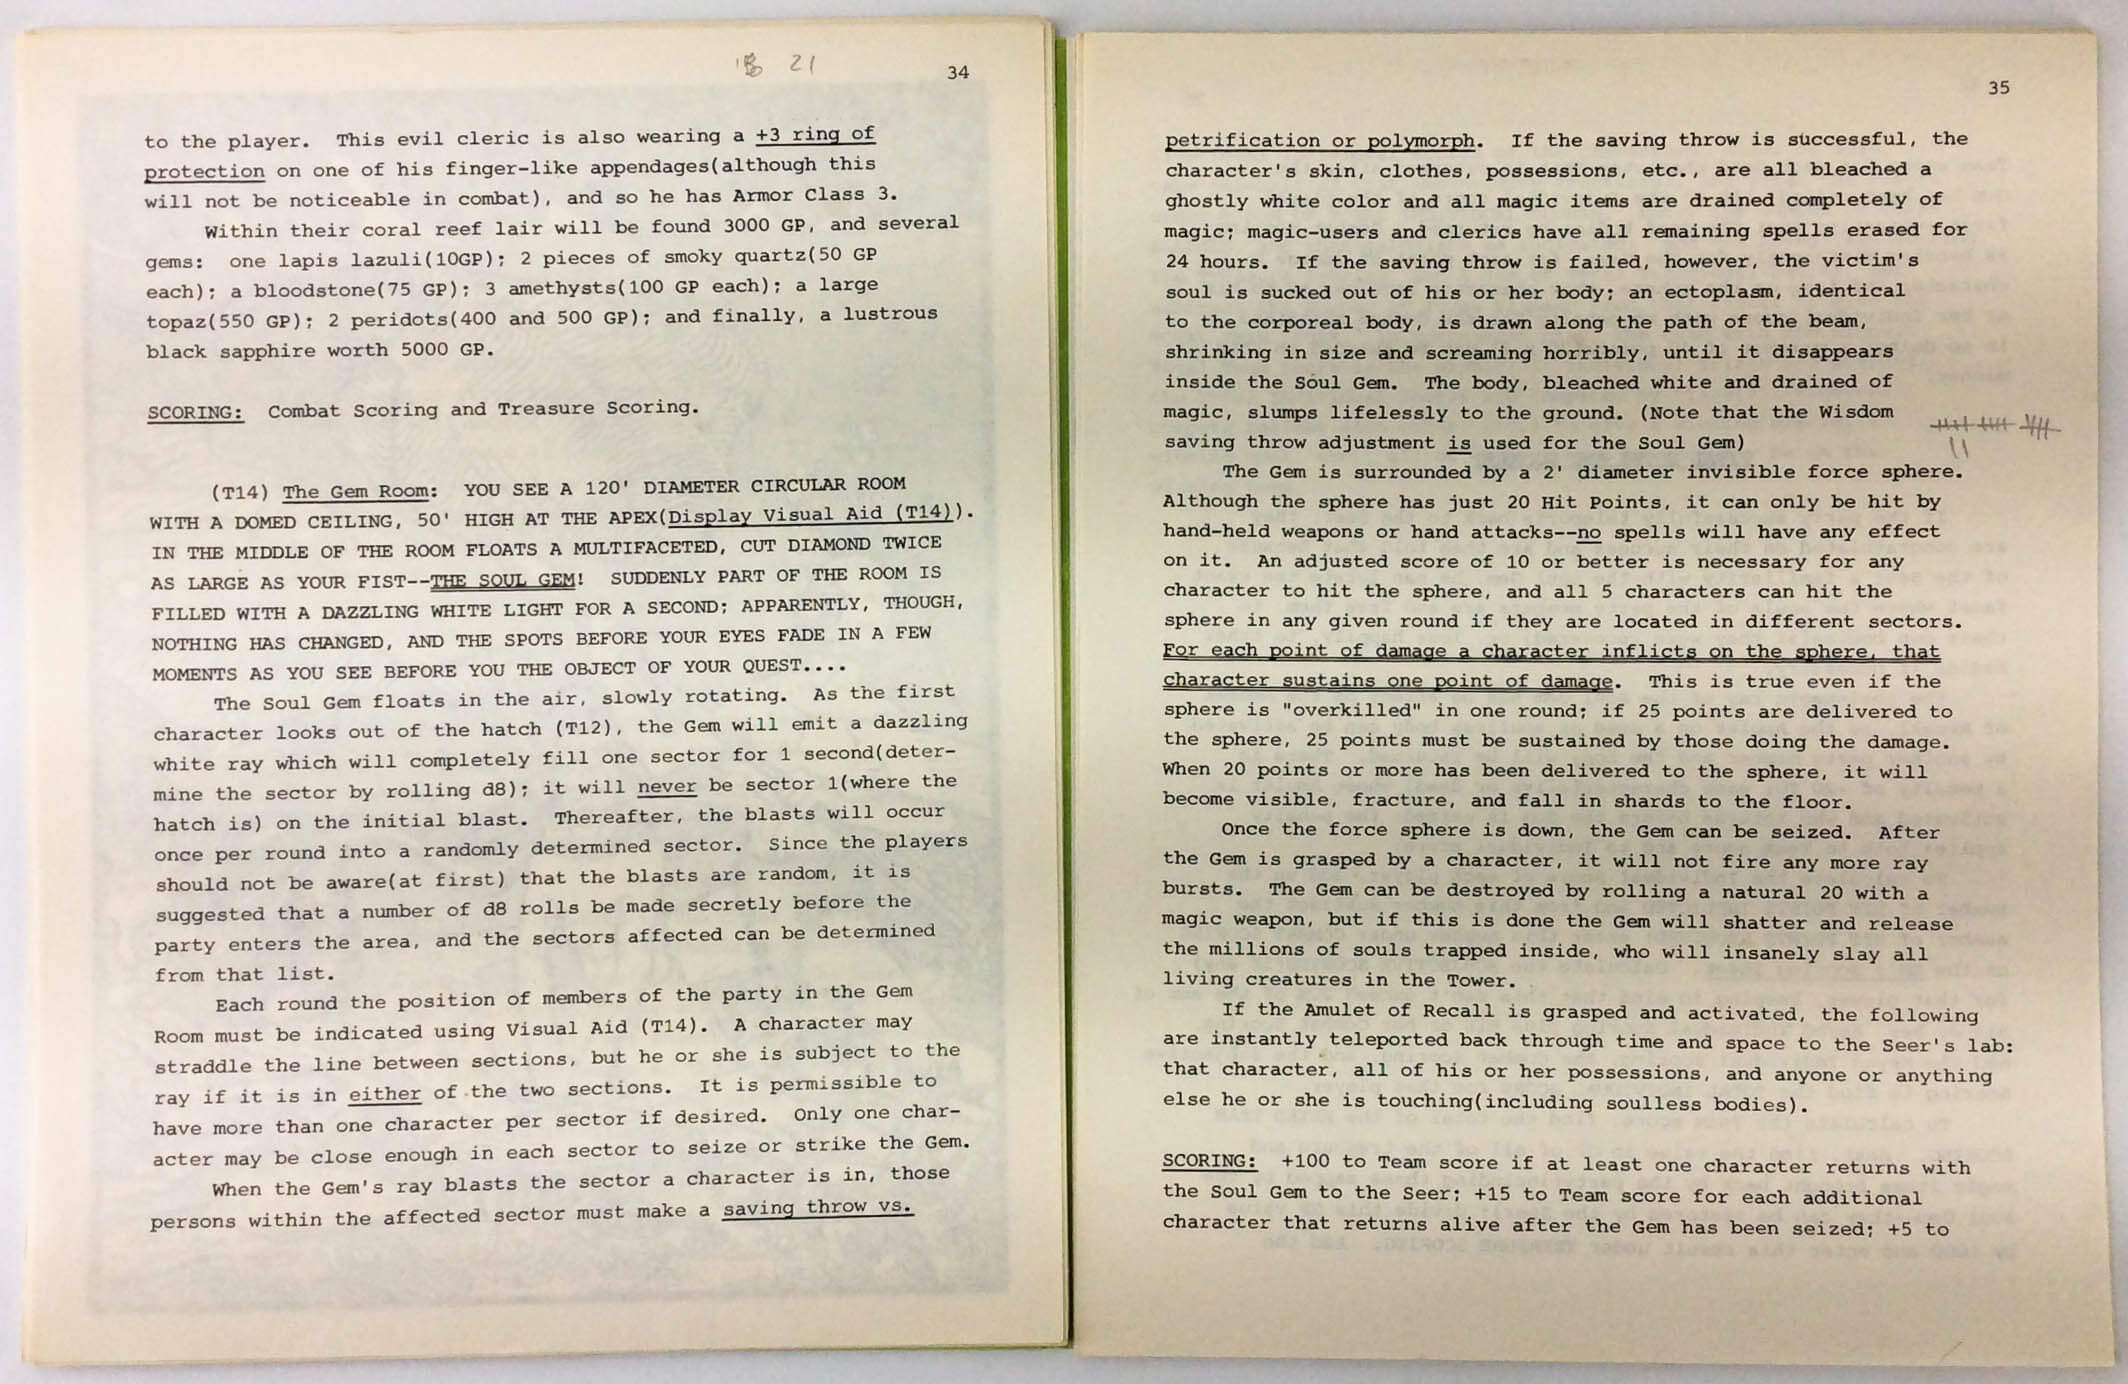 21
34
to the player. This evil cleric is also wearing a +3 ring of
protection on one of his finger-like appendages(although this
will not be noticeable in combat), and so he has Armor Class 3.
Within their coral reef lair will be found 3000 GP, and several
gems: one lapis lazuli(10GP); 2 pieces of smoky quartz(50 GP
each); a bloodstone(75 GP); 3 amethysts(100 GP each); a large
topaz(550 GP); 2 peridots(400 and 500 GP); and finally, a lustrous
black sapphire worth 5000 GP.
SCORING: Combat Scoring and Treasure Scoring.
(T14) The Gem Room: YOU SEE A 120' DIAMETER CIRCULAR ROOM
WITH A DOMED CEILING, 50' HIGH AT THE APEX(Display Visual Aid (T14)).
IN THE MIDDLE OF THE ROOM FLOATS A MULTIFACETED, CUT DIAMOND TWICE
AS LARGE AS YOUR FIST--THE SOUL GEM! SUDDENLY PART OF THE ROOM IS
FILLED WITH A DAZZLING WHITE LIGHT FOR A SECOND; APPARENTLY, THOUGH,
NOTHING HAS CHANGED, AND THE SPOTS BEFORE YOUR EYES FADE IN A FEW
MOMENTS AS YOU SEE BEFORE YOU THE OBJECT OF YOUR QUEST....
The Soul Gem floats in the air, slowly rotating. As the first
character looks out of the hatch (T12), the Gem will emit a dazzling
white ray which will completely fill one sector for 1 second(deter-
mine the sector by rolling d8); it will never be sector 1(where the
hatch is) on the initial blast. Thereafter, the blasts will occur
once per round into a randomly determined sector. Since the players
should not be aware(at first) that the blasts are random, it is
suggested that a number of d8 rolls be made secretly before the
party enters the area, and the sectors affected can be determined
from that list.
Each round the position of members of the party in the Gem
Room must be indicated using Visual Aid (T14). A character may
straddle the line between sections, but he or she is subject to the
ray if it is in either of the two sections. It is permissible to
have more than one character per sector if desired. Only one char-
acter may be close enough in each sector to seize or strike the Gem.
When the Gem's ray blasts the sector a character is in, those
persons within the affected sector must make a saving throw vs.
35
petrification or polymorph. If the saving throw is successful, the
character's skin, clothes, possessions, etc., are all bleached a
ghostly white color and all magic items are drained completely of
magic; magic-users and clerics have all remaining spells erased for
24 hours. If the saving throw is failed, however, the victim's
soul is sucked out of his or her body; an ectoplasm, identical
to the corporeal body, is drawn along the path of the beam,
shrinking in size and screaming horribly, until it disappears
inside the Soul Gem. The body, bleached white and drained of
magic, slumps lifelessly to the ground. (Note that the Wisdom
saving throw adjustment is used for the Soul Gem)
The Gem is surrounded by a 2' diameter invisible force sphere.
Although the sphere has just 20 Hit Points, it can only be hit by
hand-held weapons or hand attacks--no spells will have any effect
on it. An adjusted score of 10 or better is necessary for any
character to hit the sphere, and all 5 characters can hit the
sphere in any given round if they are located in different sectors.
For each point of damage a character inflicts on the sphere, that
character sustains one point of damage. This is true even if the
sphere is "overkilled" in one round; if 25 points are delivered to
the sphere, 25 points must be sustained by those doing the damage.
When 20 points or more has been delivered to the sphere, it will
become visible, fracture, and fall in shards to the floor.
Once the force sphere is down, the Gem can be seized. After
the Gem is grasped by a character, it will not fire any more ray
bursts. The Gem can be destroyed by rolling a natural 20 with a
magic weapon, but if this is done the Gem will shatter and release
the millions of souls trapped inside, who will insanely slay all
living creatures in the Tower.
If the Amulet of Recall is grasped and activated, the following
are instantly teleported back through time and space to the Seer's lab:
that character, all of his or her possessions, and anyone or anything
else he or she is touching(including soulless bodies).
SCORING: +100 to Team score if at least one character returns with
the Soul Gem to the Seer; +15 to Team score for each additional
character that returns alive after the Gem has been seized; +5 to